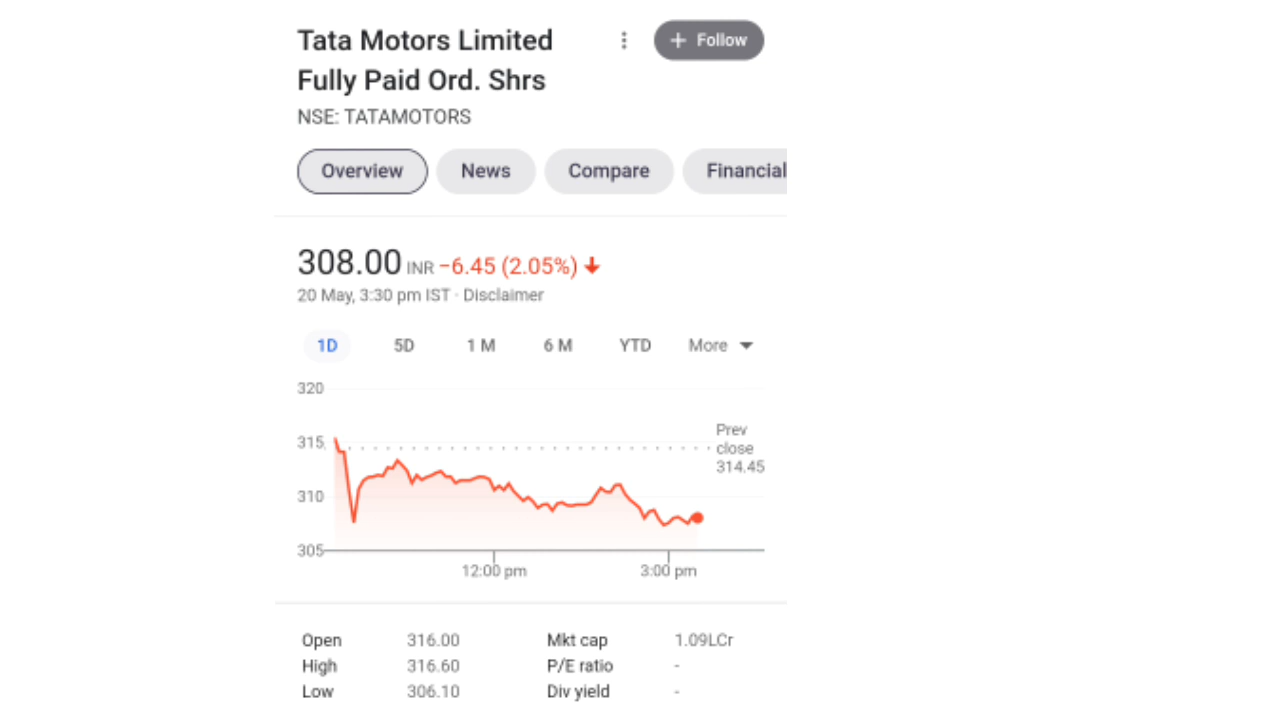 Tata Motors Limited
Fully Paid Ord. Shrs
+ Follow
NSE: TATAMOTORS
Overview News Compare Financial
308.00 INR −6.45 (2.05%)
20 May, 3:30 pm IST · Disclaimer
1D 5D 1 M 6 M YTD More
320
315
310
305
Prev
close
314.45
12:00 pm 3:00 pm
Open 316.00 Mkt cap 1.09LCr
High 316.60 P/E ratio -
Low 306.10 Div yield -